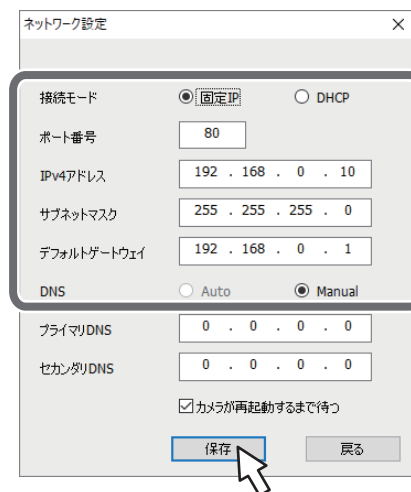 ネットワーク設定
接続モード 固定IP DHCP
ポート番号 80
IPv4アドレス 192 . 168 . 0 . 10
サブネットマスク 255 . 255 . 255 . 0
デフォルトゲートウェイ 192 . 168 . 0 . 1
DNS Auto Manual
プライマリDNS 0 . 0 . 0 . 0
セカンダリDNS 0 . 0 . 0 . 0
カメラが再起動するまで待つ
保存 戻る